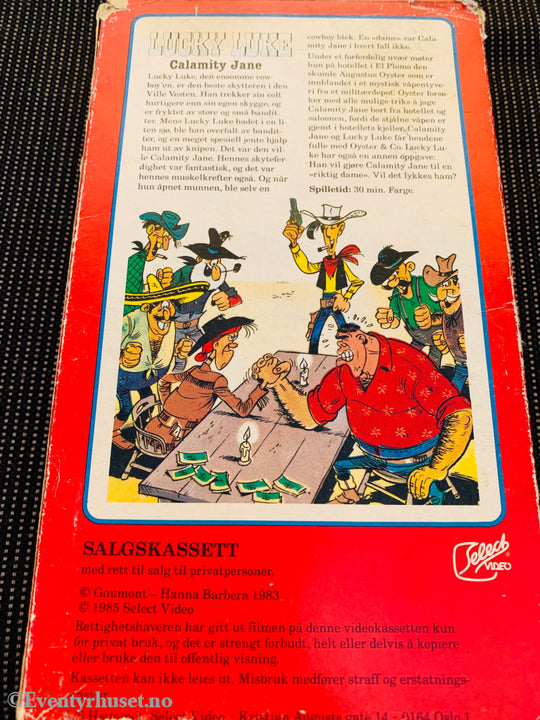 LUCKY LUKE
Calamity Jane
Lucky Luke, den ensomme cow-
boy'en, er den beste skytteren i den
Ville Vesten. Han trekker sin colt
hurtigere enn sin egen skygge, og
er fryktet av store og små bandit-
ter. Mens Lucky Luke badet i en li-
ten sjø, ble han overfalt av bandit-
ter, og en meget spesiell jente hjalp
ham ut av knipen. Det var den vil-
le Calamity Jane. Hennes skytefer-
dighet var fantastisk, og det var
hennes muskelkrefter også. Og når
hun åpnet munnen, ble selv en
cowboy blek. En «dame» var Cala-
mity Jane i hvert fall ikke.
Under et forferdelig uvær møter
hun på hotellet i El Plomo den
skumle Augustus Oyster som er
innblandet i et mystisk våpentyve-
ri fra et militærdepot. Oyster forsø-
ker med alle mulige triks å jage
Calamity Jane bort fra hotellet og
saloonen, fordi de stjålne våpen er
gjemt i hotellets kjeller. Calamity
Jane og Lucky Luke får hendene
fulle med Oyster & Co. Lucky Lu-
ke har også en annen oppgave:
Han vil gjøre Calamity Jane til en
«riktig dame». Vil det lykkes ham?
Spilletid: 30 min. Farge.
SALGSKASSETT
med rett til salg til privatpersoner.
Select
VIDEO
© Gaumont – Hanna Barbera 1983
© 1985 Select Video
Rettighetshaveren har gitt ut filmen på denne videokassetten kun
for privat bruk, og det er strengt forbudt, helt eller delvis å kopiere
eller bruke den til offentlig visning.
Kassetten kan ikke leies ut. Misbruk medfører straff og erstatnings-
Select Video - Kristian Augusts gate 14 - 0164 Oslo
©Eventyrhuset.no